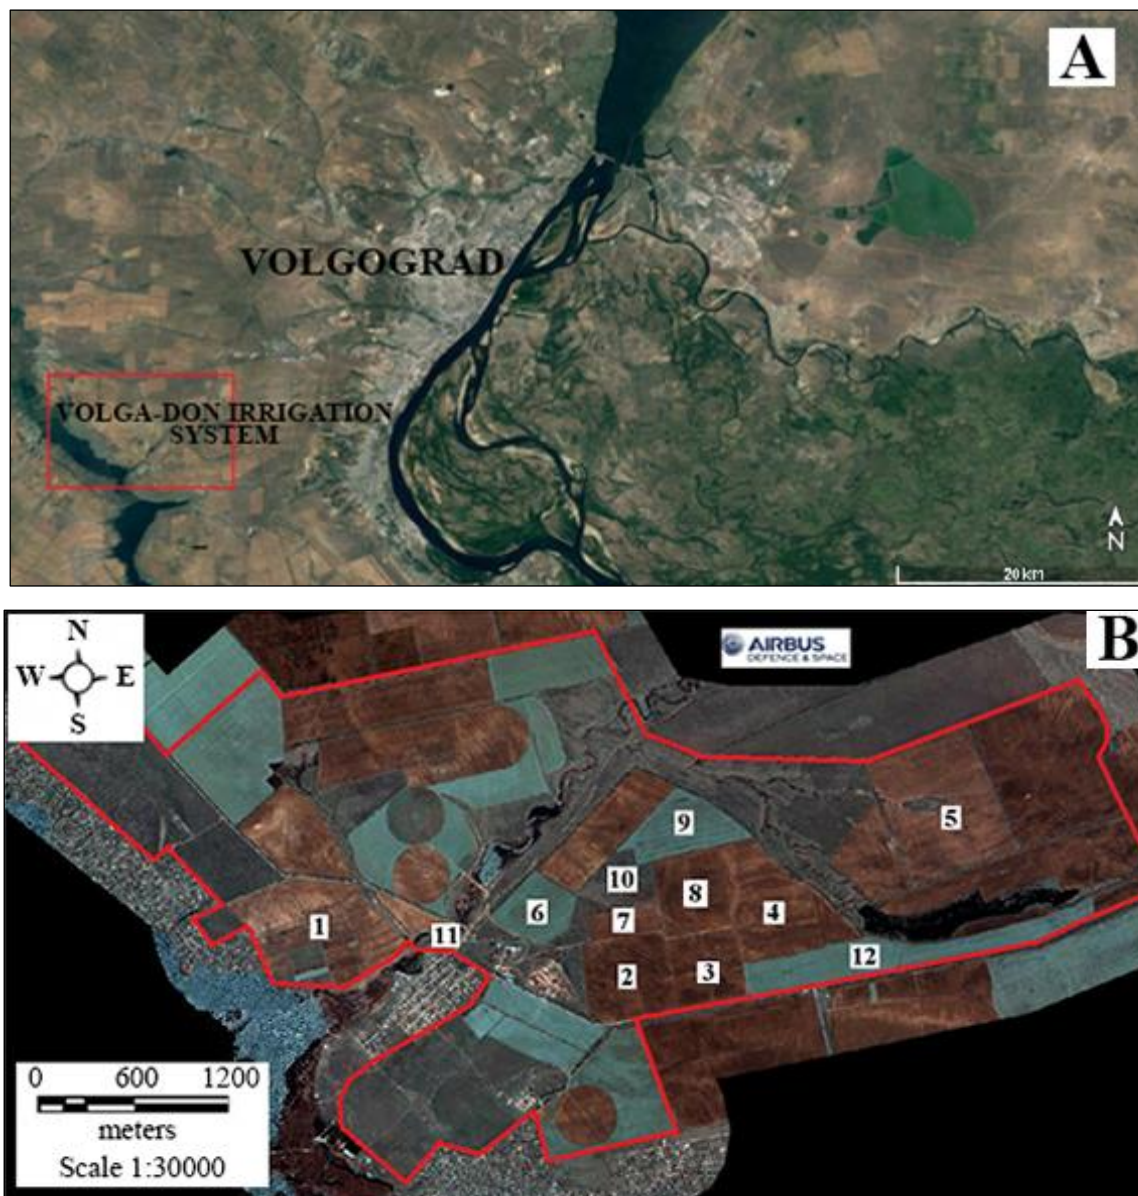 A
VOLGOGRAD
VOLGA-DON IRRIGATION
SYSTEM
N
20 km
B
N
W E
S
AIRBUS
DEFENCE & SPACE
9
5
10
8
6
7
4
1
11
12
2
3
0 600 1200
meters
Scale 1:30000